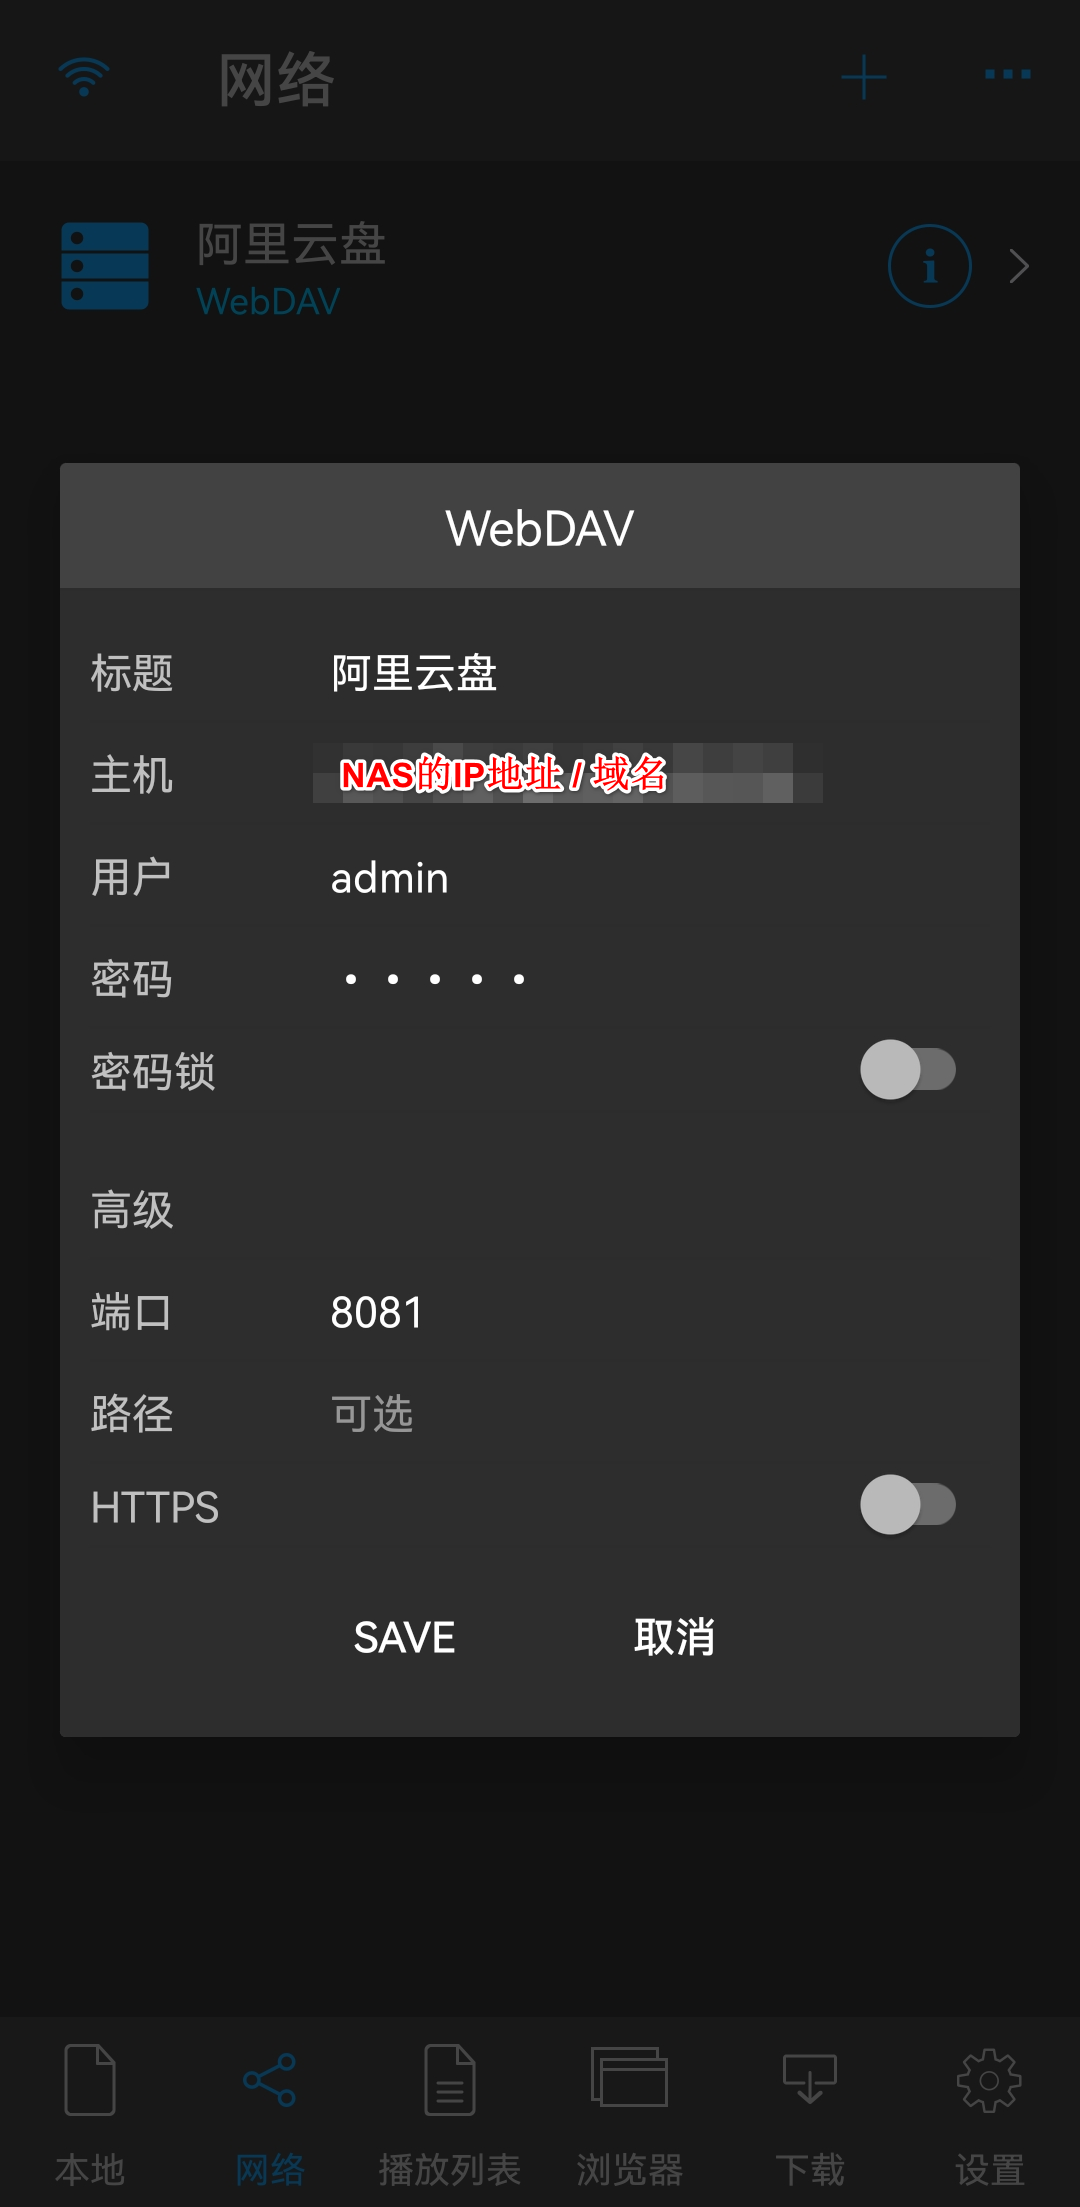 网络
阿里云盘
WebDAV
WebDAV
标题 阿里云盘
主机 NAS的IP地址 / 域名
用户 admin
密码 • • • • •
密码锁
高级
端口 8081
路径 可选
HTTPS
SAVE 取消
本地 网络 播放列表 浏览器 下载 设置